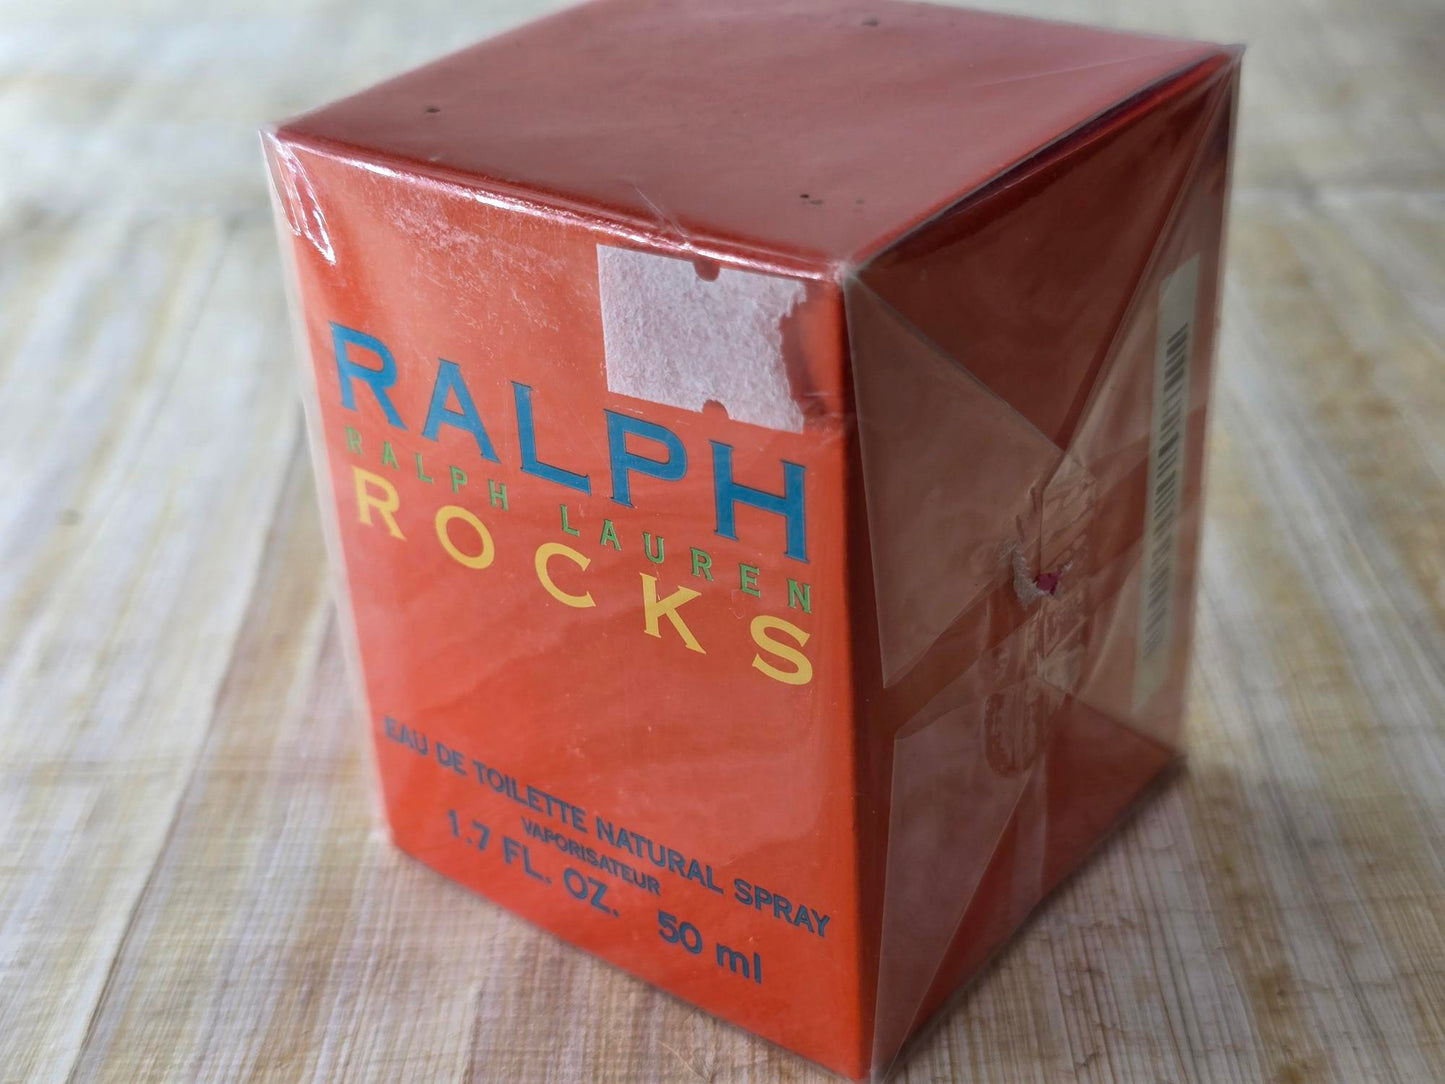 RALPH
RALPH LAUREN
ROCKS
EAU DE TOILETTE NATURAL SPRAY
VAPORISATEUR
1.7 FL. OZ. 50 ml